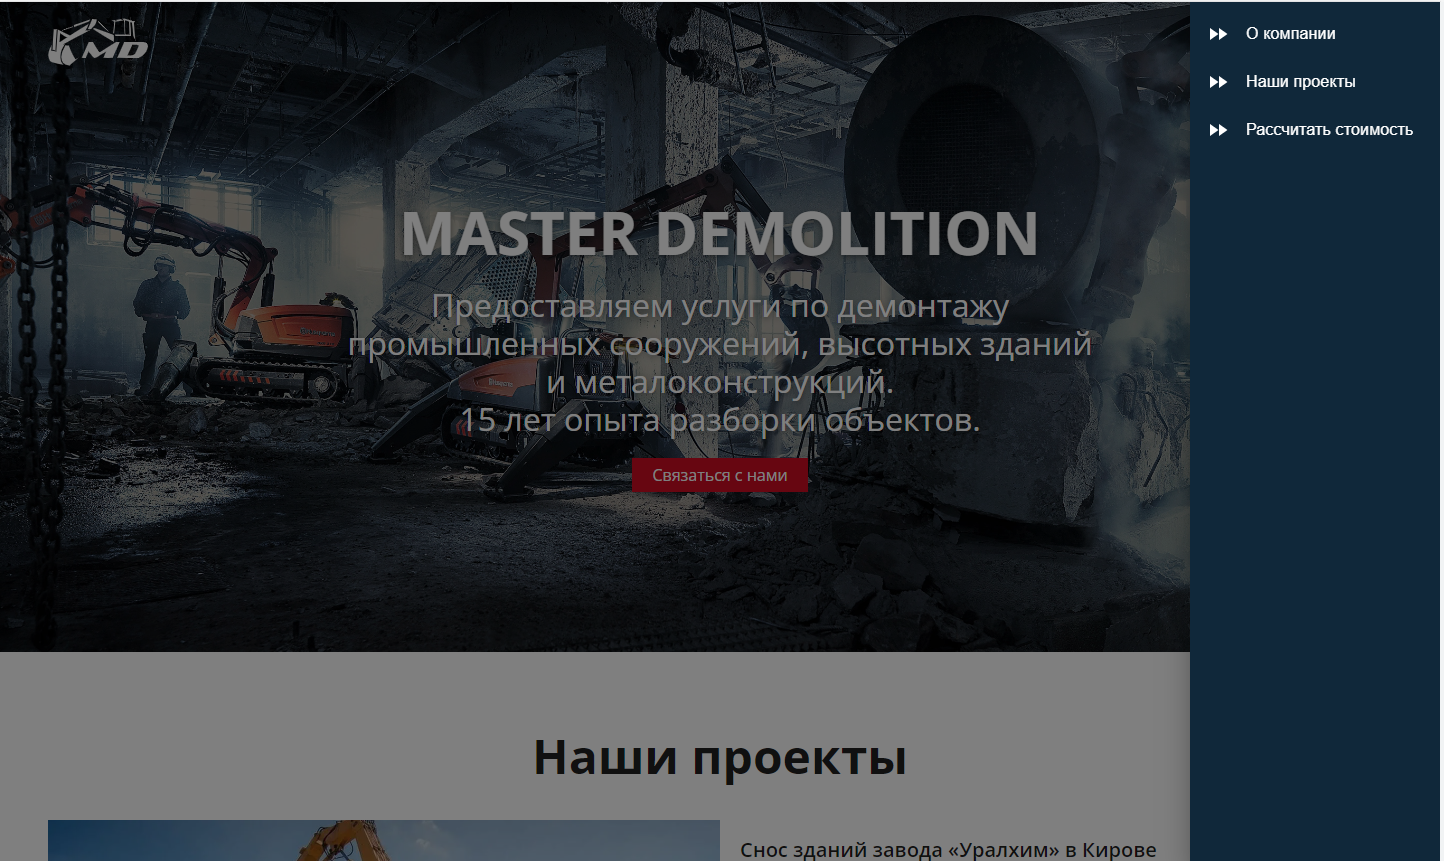 MD
О компании
Наши проекты
Рассчитать стоимость
MASTER DEMOLITION
Предоставляем услуги по демонтажу
промышленных сооружений, высотных зданий
и металоконструкций.
15 лет опыта разборки объектов.
Связаться с нами
Наши проекты
Снос зданий завода «Уралхим» в Кирове